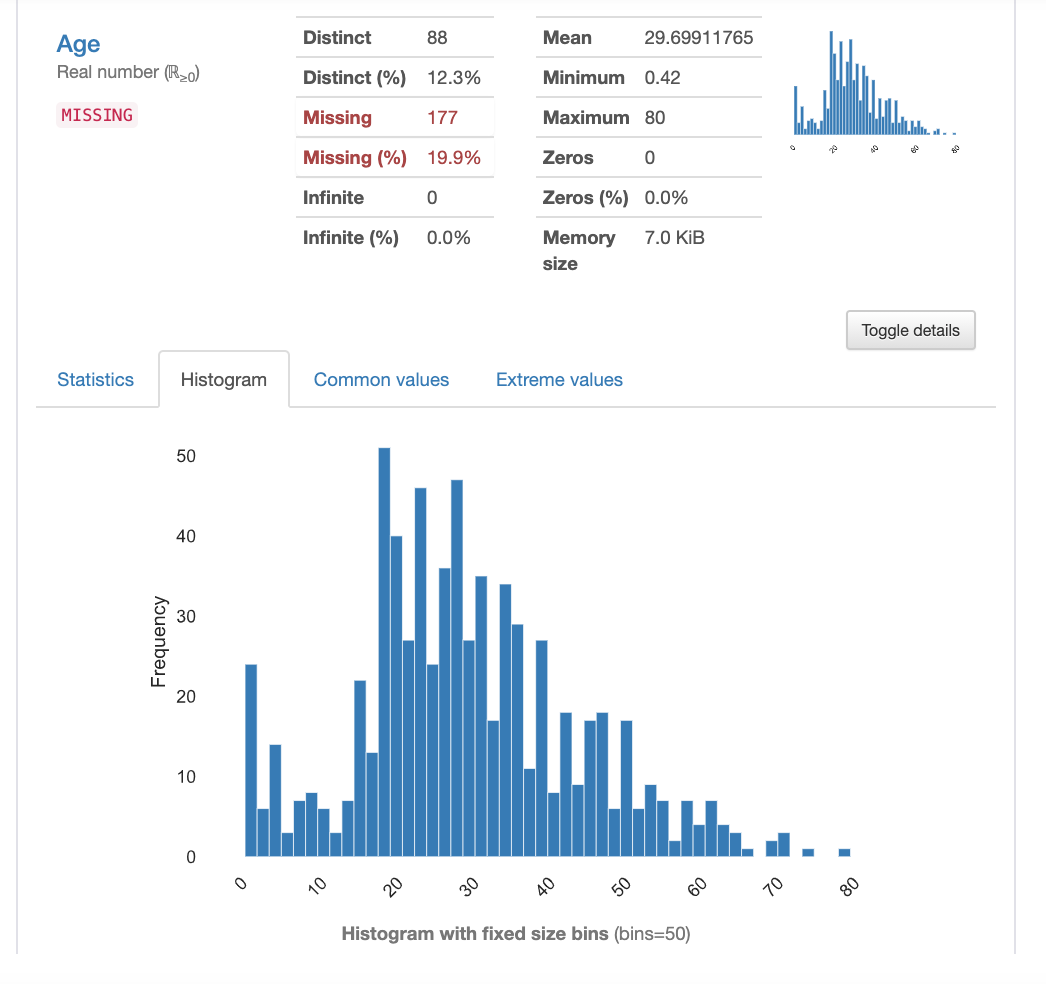 Age
Real number (ℝ≥0)
MISSING
Distinct 88
Distinct (%) 12.3%
Missing 177
Missing (%) 19.9%
Infinite 0
Infinite (%) 0.0%
Mean 29.69911765
Minimum 0.42
Maximum 80
Zeros 0
Zeros (%) 0.0%
Memory size 7.0 KiB
0 20 40 60 80
Toggle details
Statistics Histogram Common values Extreme values
50
40
30
20
10
0
Frequency
0 10 20 30 40 50 60 70 80
Histogram with fixed size bins (bins=50)